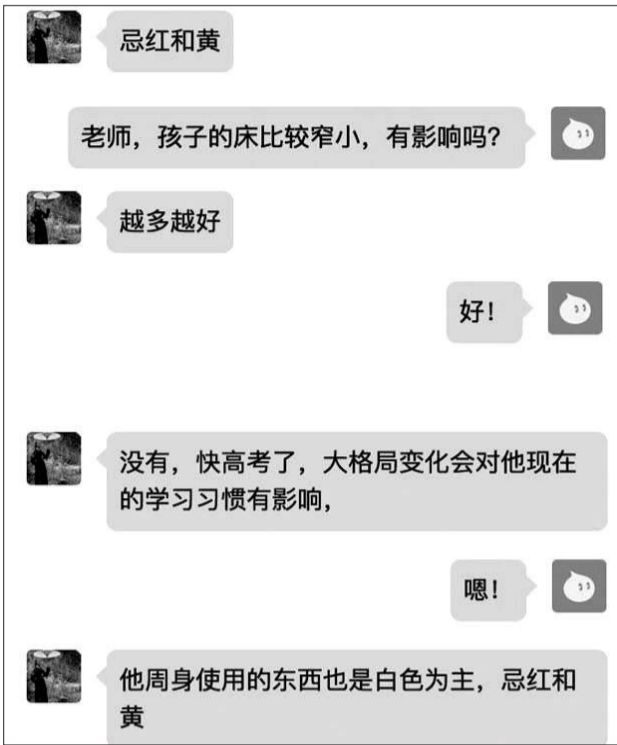 忌红和黄
老师，孩子的床比较窄小，有影响吗？
越多越好
好！
没有，快高考了，大格局变化会对他现在
的学习习惯有影响，
嗯！
他周身使用的东西也是白色为主，忌红和
黄